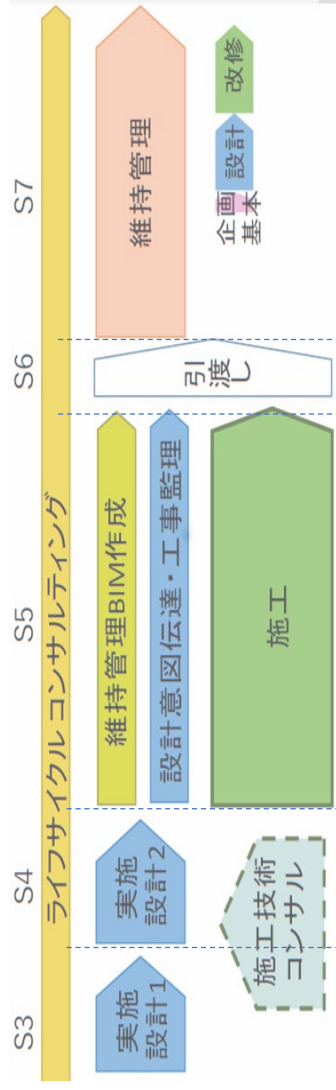 S3
S4
S5
S6
S7
ライフサイクル コンサルティング
実施
設計1
実施
設計2
維持管理BIM作成
設計意図伝達・工事監理
施工技術
コンサル
施工
引
渡
し
維持管理
企画
基本
設計
改修